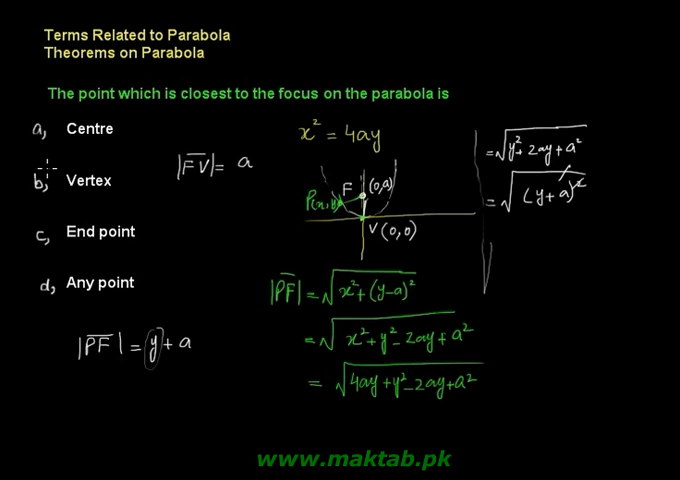 Terms Related to Parabola
Theorems on Parabola
The point which is closest to the focus on the parabola is
a, Centre
b, Vertex
c, End point
d, Any point
|FV| = a
|PF| = y + a
x² = 4ay
F (0,a)
P(x,y)
V (0,0)
|PF| = √x² + (y-a)²
= √x² + y² - 2ay + a²
= √4ay + y² - 2ay + a²
= √y² + 2ay + a²
= √(y + a)²
www.maktab.pk